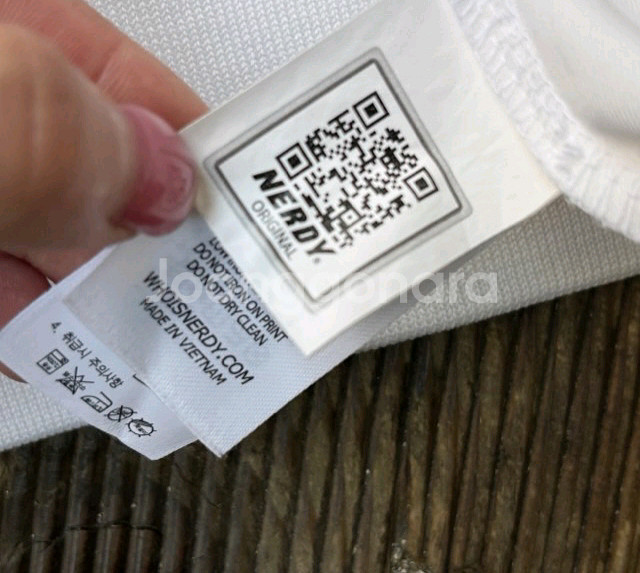 NERDY
ORIGINAL
DO NOT IRON ON PRINT
DO NOT DRY CLEAN
WHOISNERDY.COM
MADE IN VIETNAM
4. 취급시 주의사항